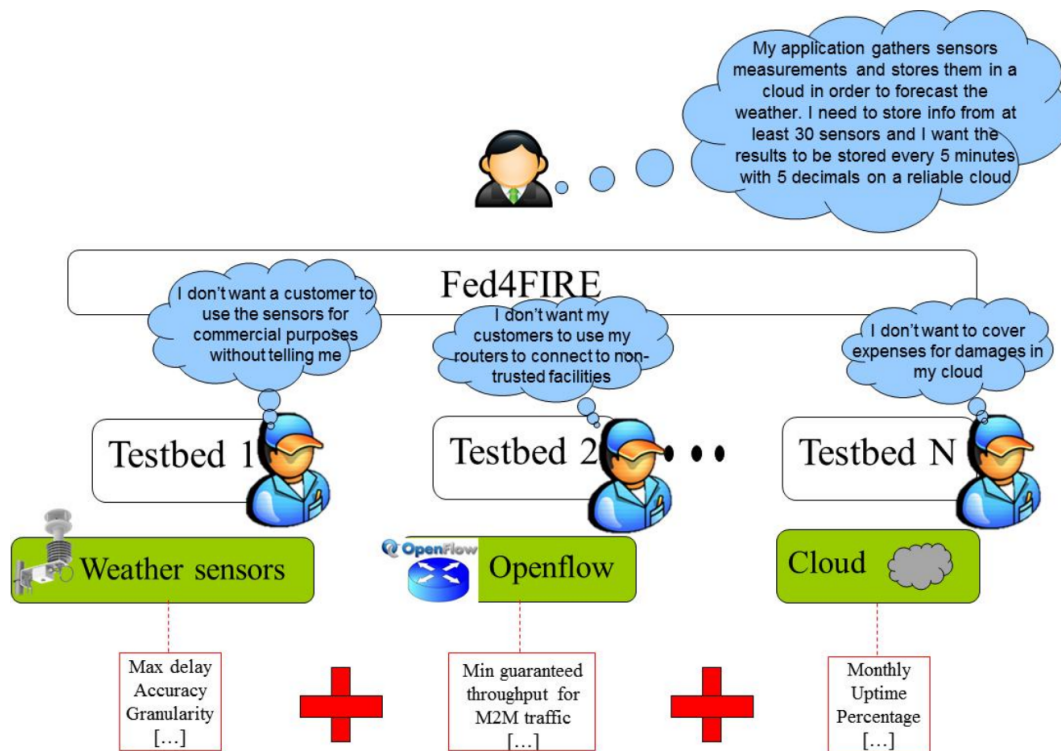 My application gathers sensors
measurements and stores them in a
cloud in order to forecast the
weather. I need to store info from at
least 30 sensors and I want the
results to be stored every 5 minutes
with 5 decimals on a reliable cloud
Fed4FIRE
I don't want a customer to
use the sensors for
commercial purposes
without telling me
I don't want my
customers to use my
routers to connect to non-
trusted facilities
I don't want to cover
expenses for damages in
my cloud
Testbed 1
Testbed 2
Testbed N
Weather sensors
OpenFlow
Openflow
Cloud
Max delay
Accuracy
Granularity
[…]
Min guaranteed
throughput for
M2M traffic
[…]
Monthly
Uptime
Percentage
[…]